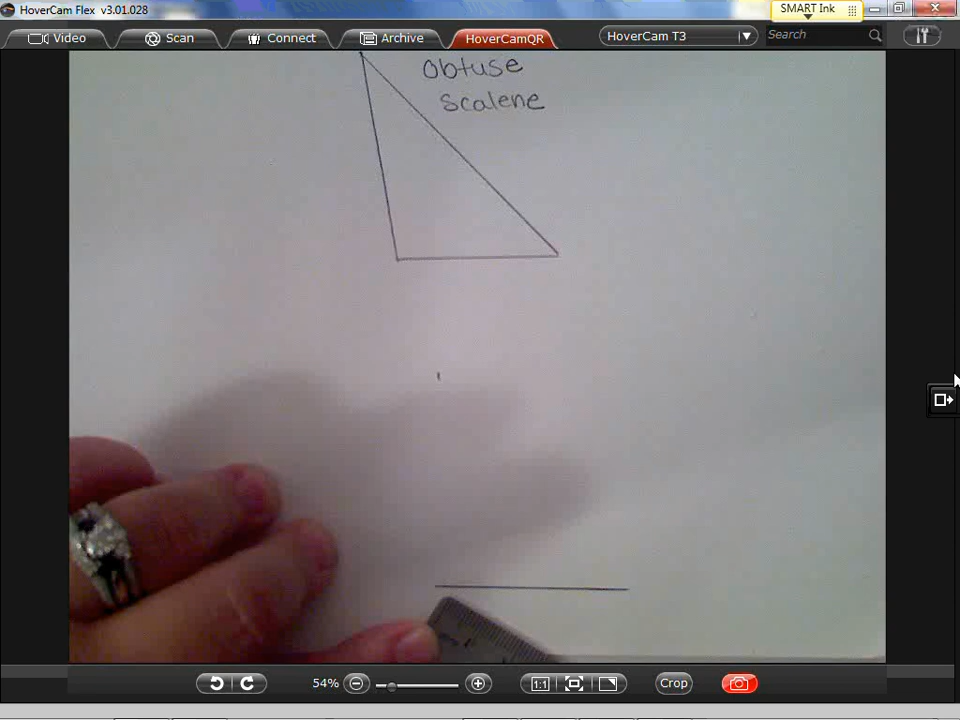 HoverCam Flex v3.01.028
SMART Ink
Video
Scan
Connect
Archive
HoverCamQR
HoverCam T3
Search
obtuse
scalene
54%
1:1
Crop